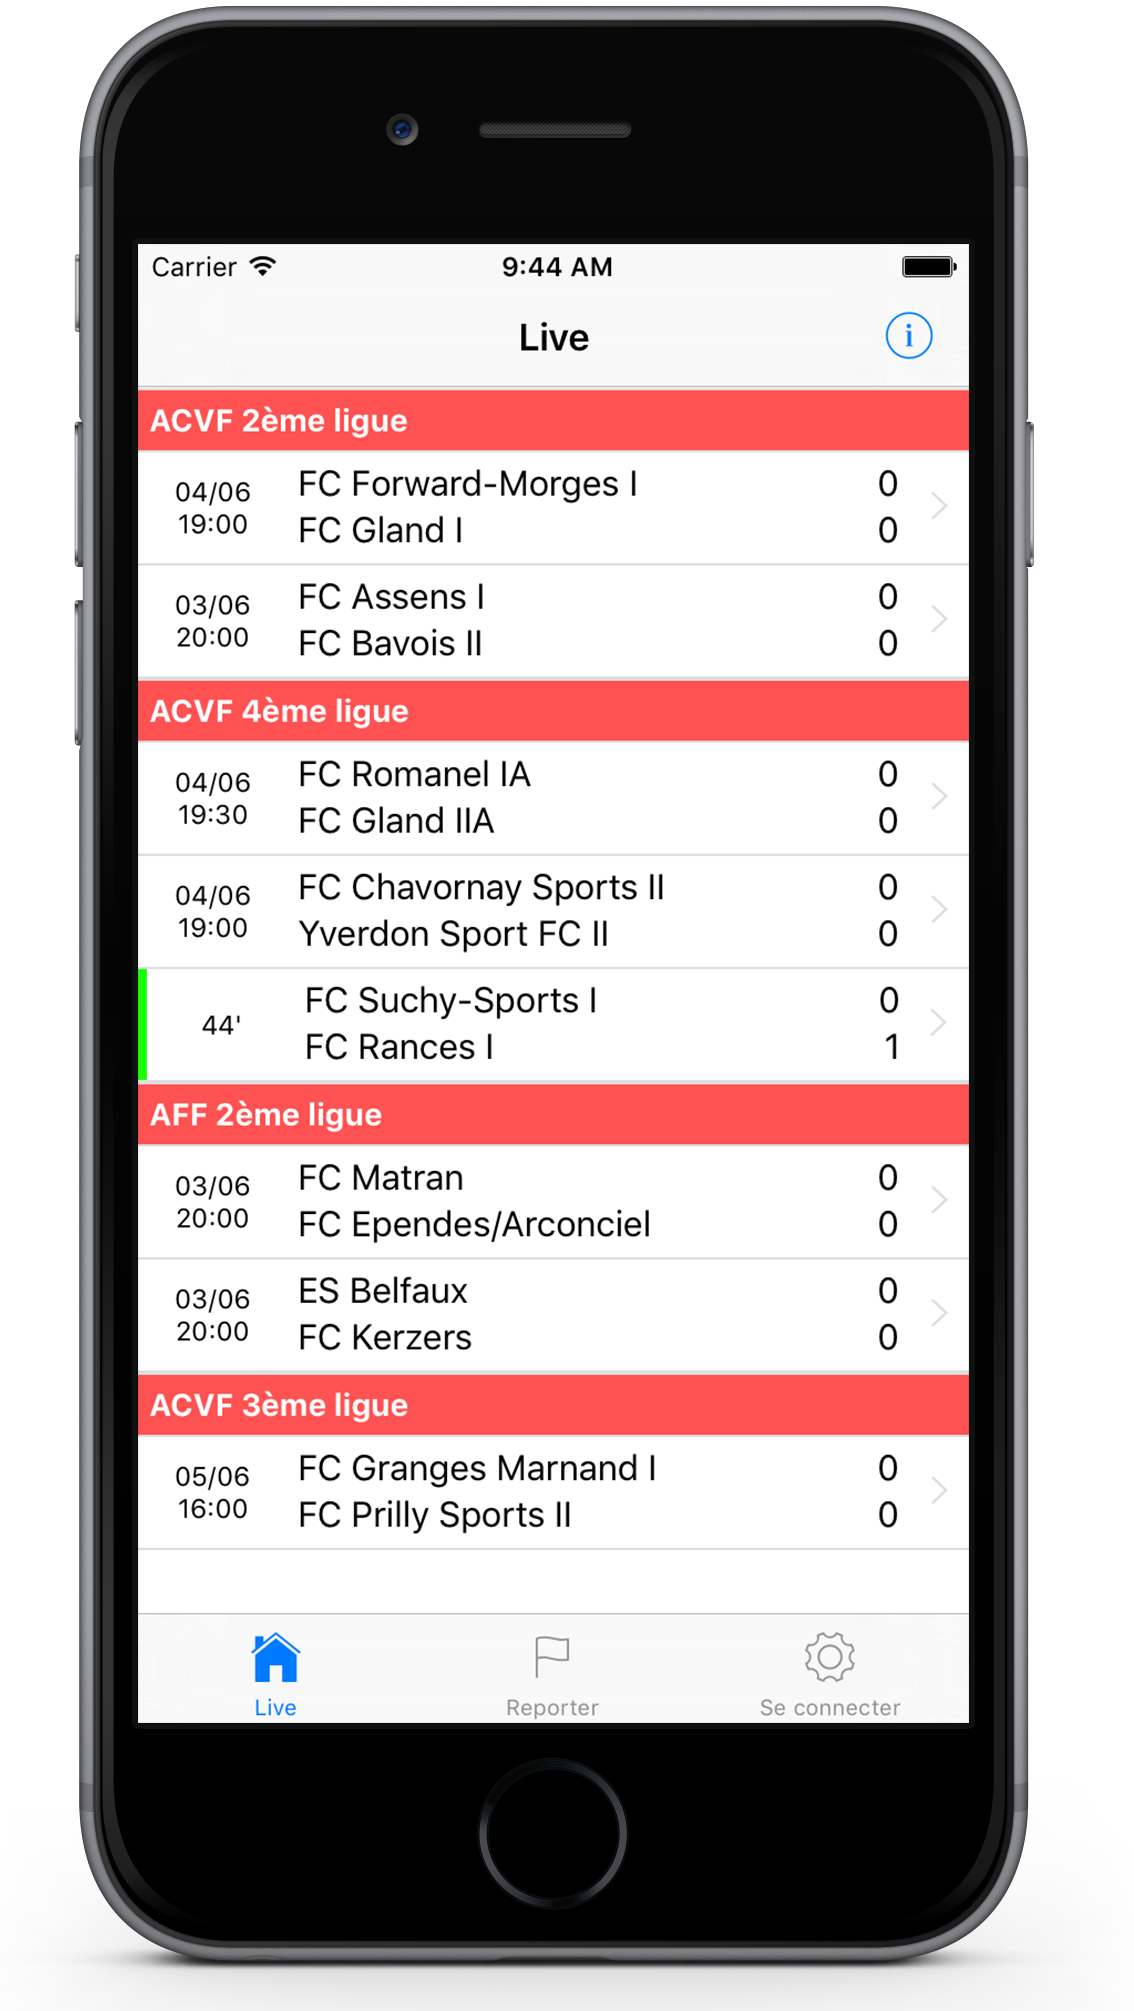 Carrier 9:44 AM
Live i
ACVF 2ème ligue
04/06
19:00
FC Forward-Morges I 0
FC Gland I 0
03/06
20:00
FC Assens I 0
FC Bavois II 0
ACVF 4ème ligue
04/06
19:30
FC Romanel IA 0
FC Gland IIA 0
04/06
19:00
FC Chavornay Sports II 0
Yverdon Sport FC II 0
44'
FC Suchy-Sports I 0
FC Rances I 1
AFF 2ème ligue
03/06
20:00
FC Matran 0
FC Ependes/Arconciel 0
03/06
20:00
ES Belfaux 0
FC Kerzers 0
ACVF 3ème ligue
05/06
16:00
FC Granges Marnand I 0
FC Prilly Sports II 0
Live Reporter Se connecter